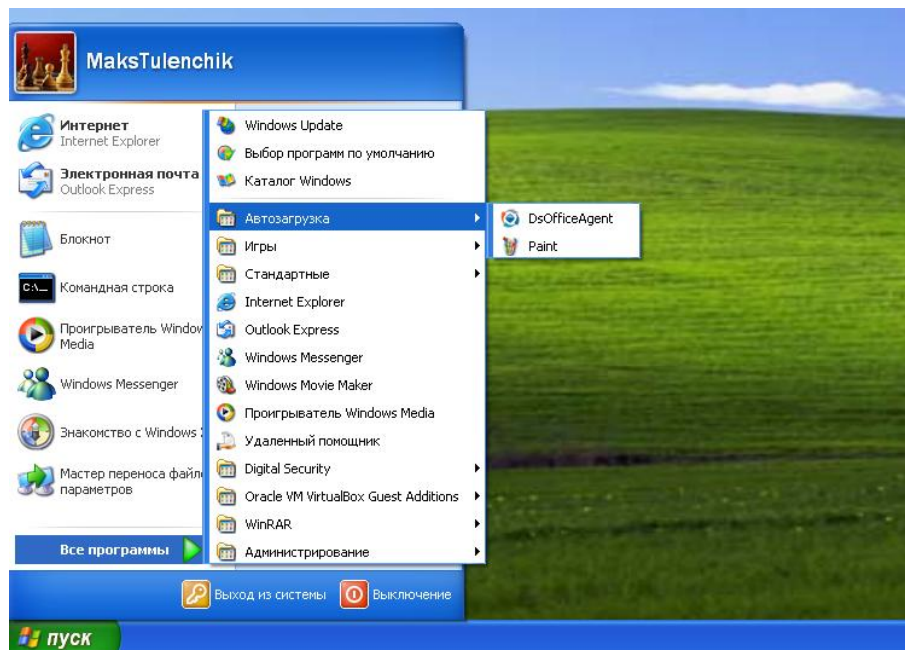 MaksTulenchik
Интернет
Internet Explorer
Электронная почта
Outlook Express
Блокнот
C:\_
Командная строка
Проигрыватель Window
Media
Windows Messenger
Знакомство с Windows
Мастер переноса файло
параметров
Все программы
Windows Update
Выбор программ по умолчанию
Каталог Windows
Автозагрузка
Игры
Стандартные
Internet Explorer
Outlook Express
Windows Messenger
Windows Movie Maker
Проигрыватель Windows Media
Удаленный помощник
Digital Security
Oracle VM VirtualBox Guest Additions
WinRAR
Администрирование
DsOfficeAgent
Paint
Выход из системы
Выключение
пуск